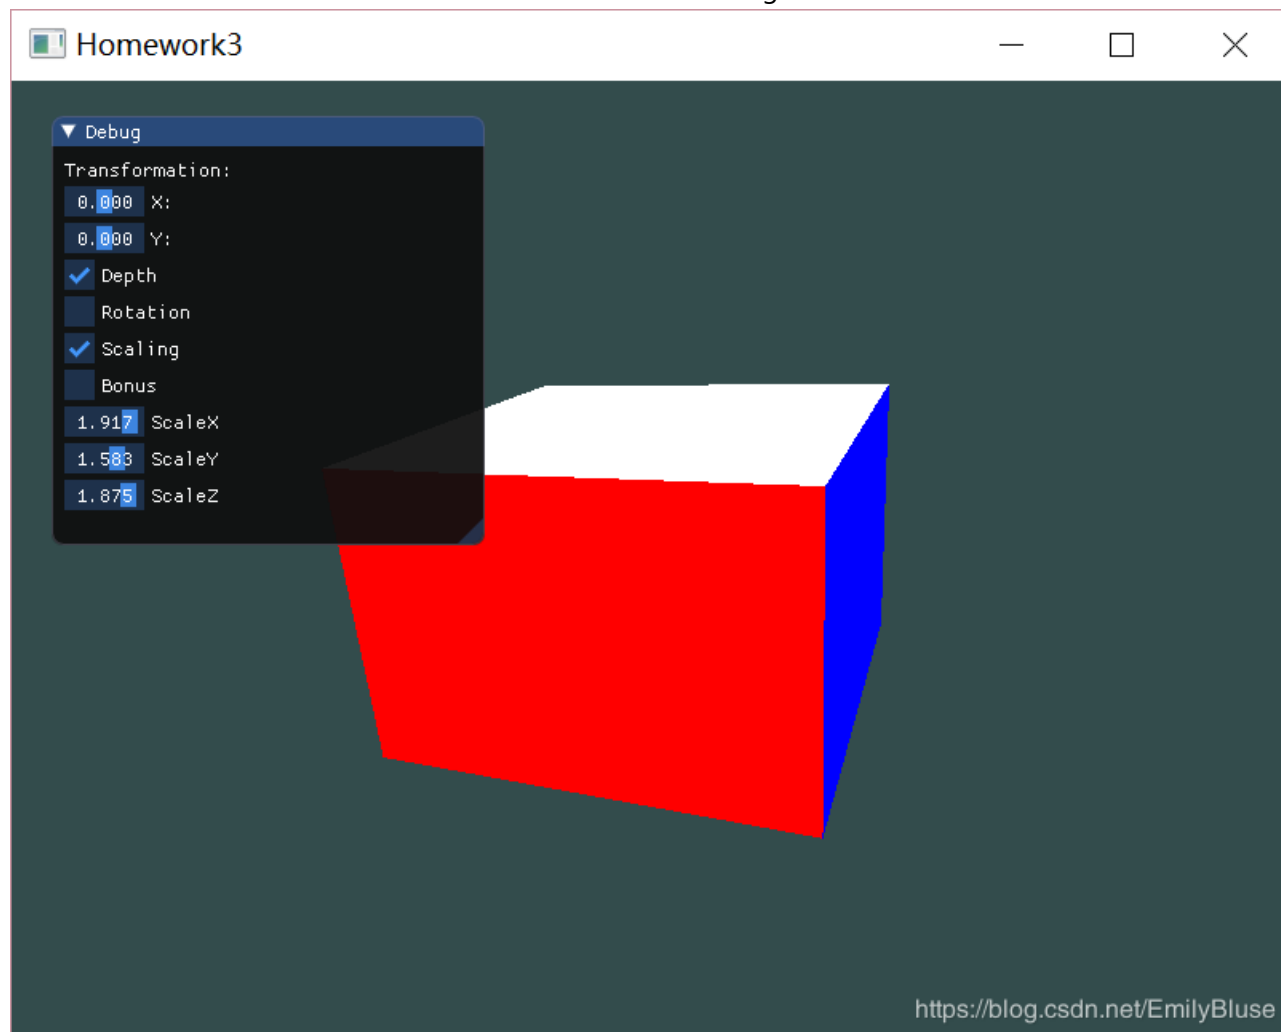 Homework3
Debug
Transformation:
0.000 X:
0.000 Y:
Depth
Rotation
Scaling
Bonus
1.917 ScaleX
1.583 ScaleY
1.875 ScaleZ
https://blog.csdn.net/EmilyBluse